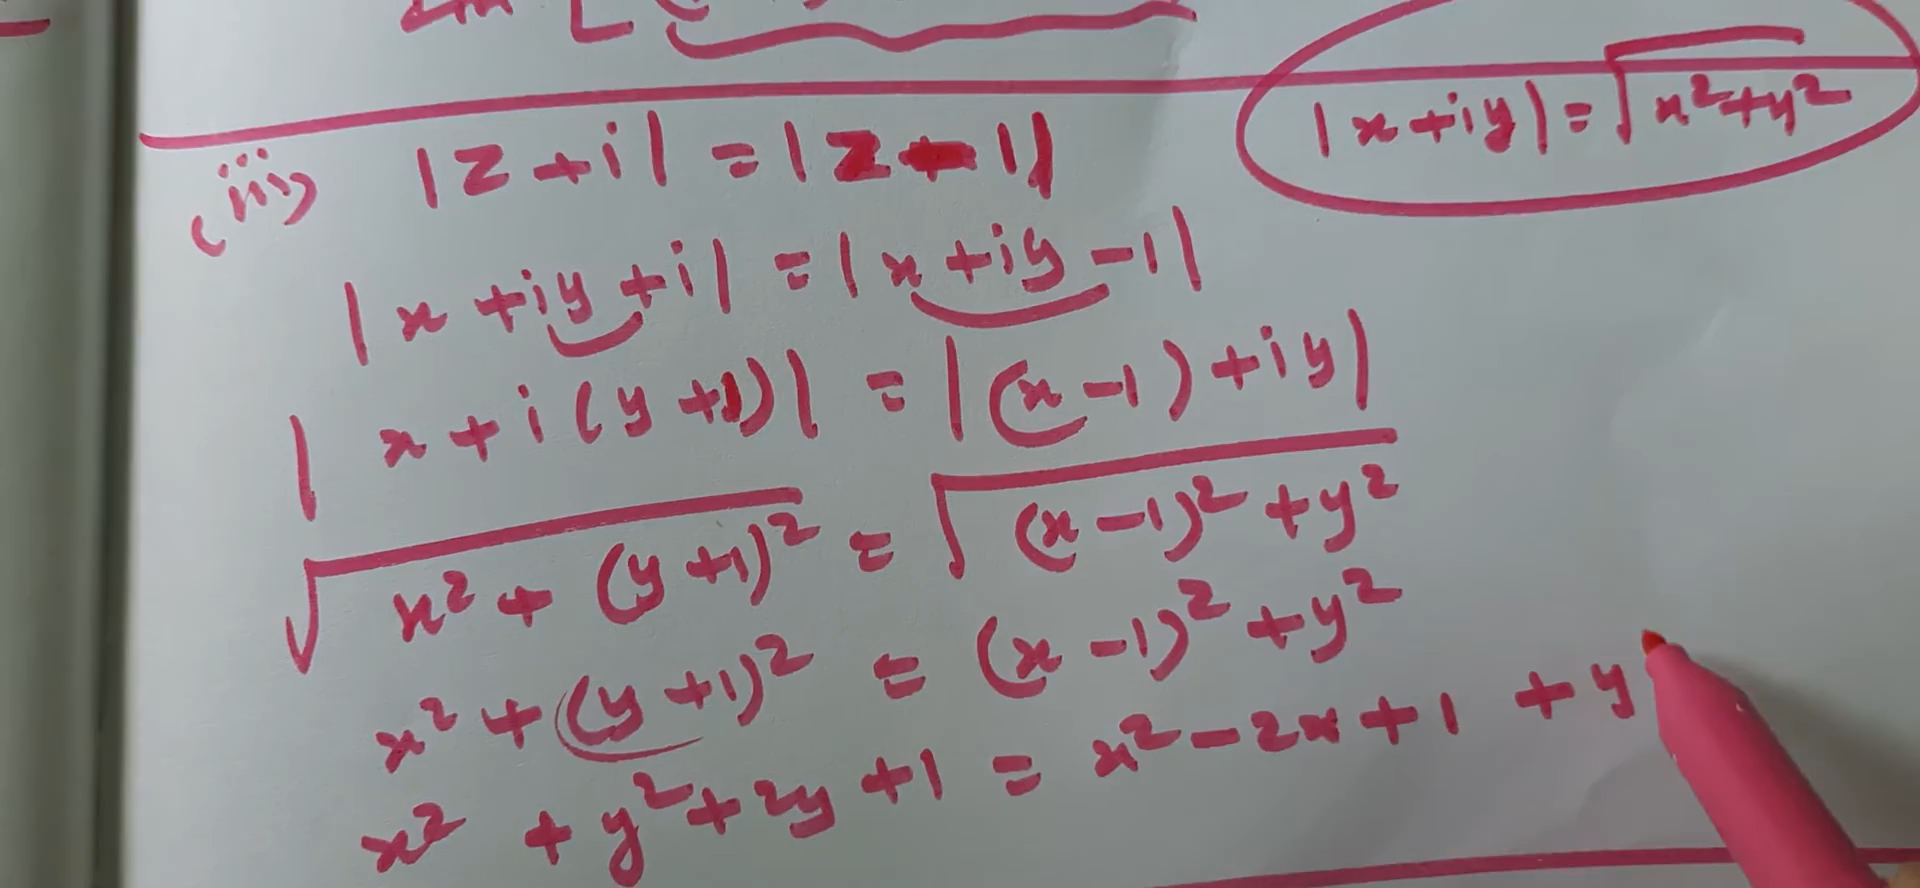 |x+iy| = √x²+y²
(iii) |z+i| = |z-1|
|x+iy+i| = |x+iy-1|
|x+i(y+1)| = |(x-1)+iy|
√x²+(y+1)² = √(x-1)²+y²
x²+(y+1)² = (x-1)²+y²
x²+y²+2y+1 = x²-2x+1+y